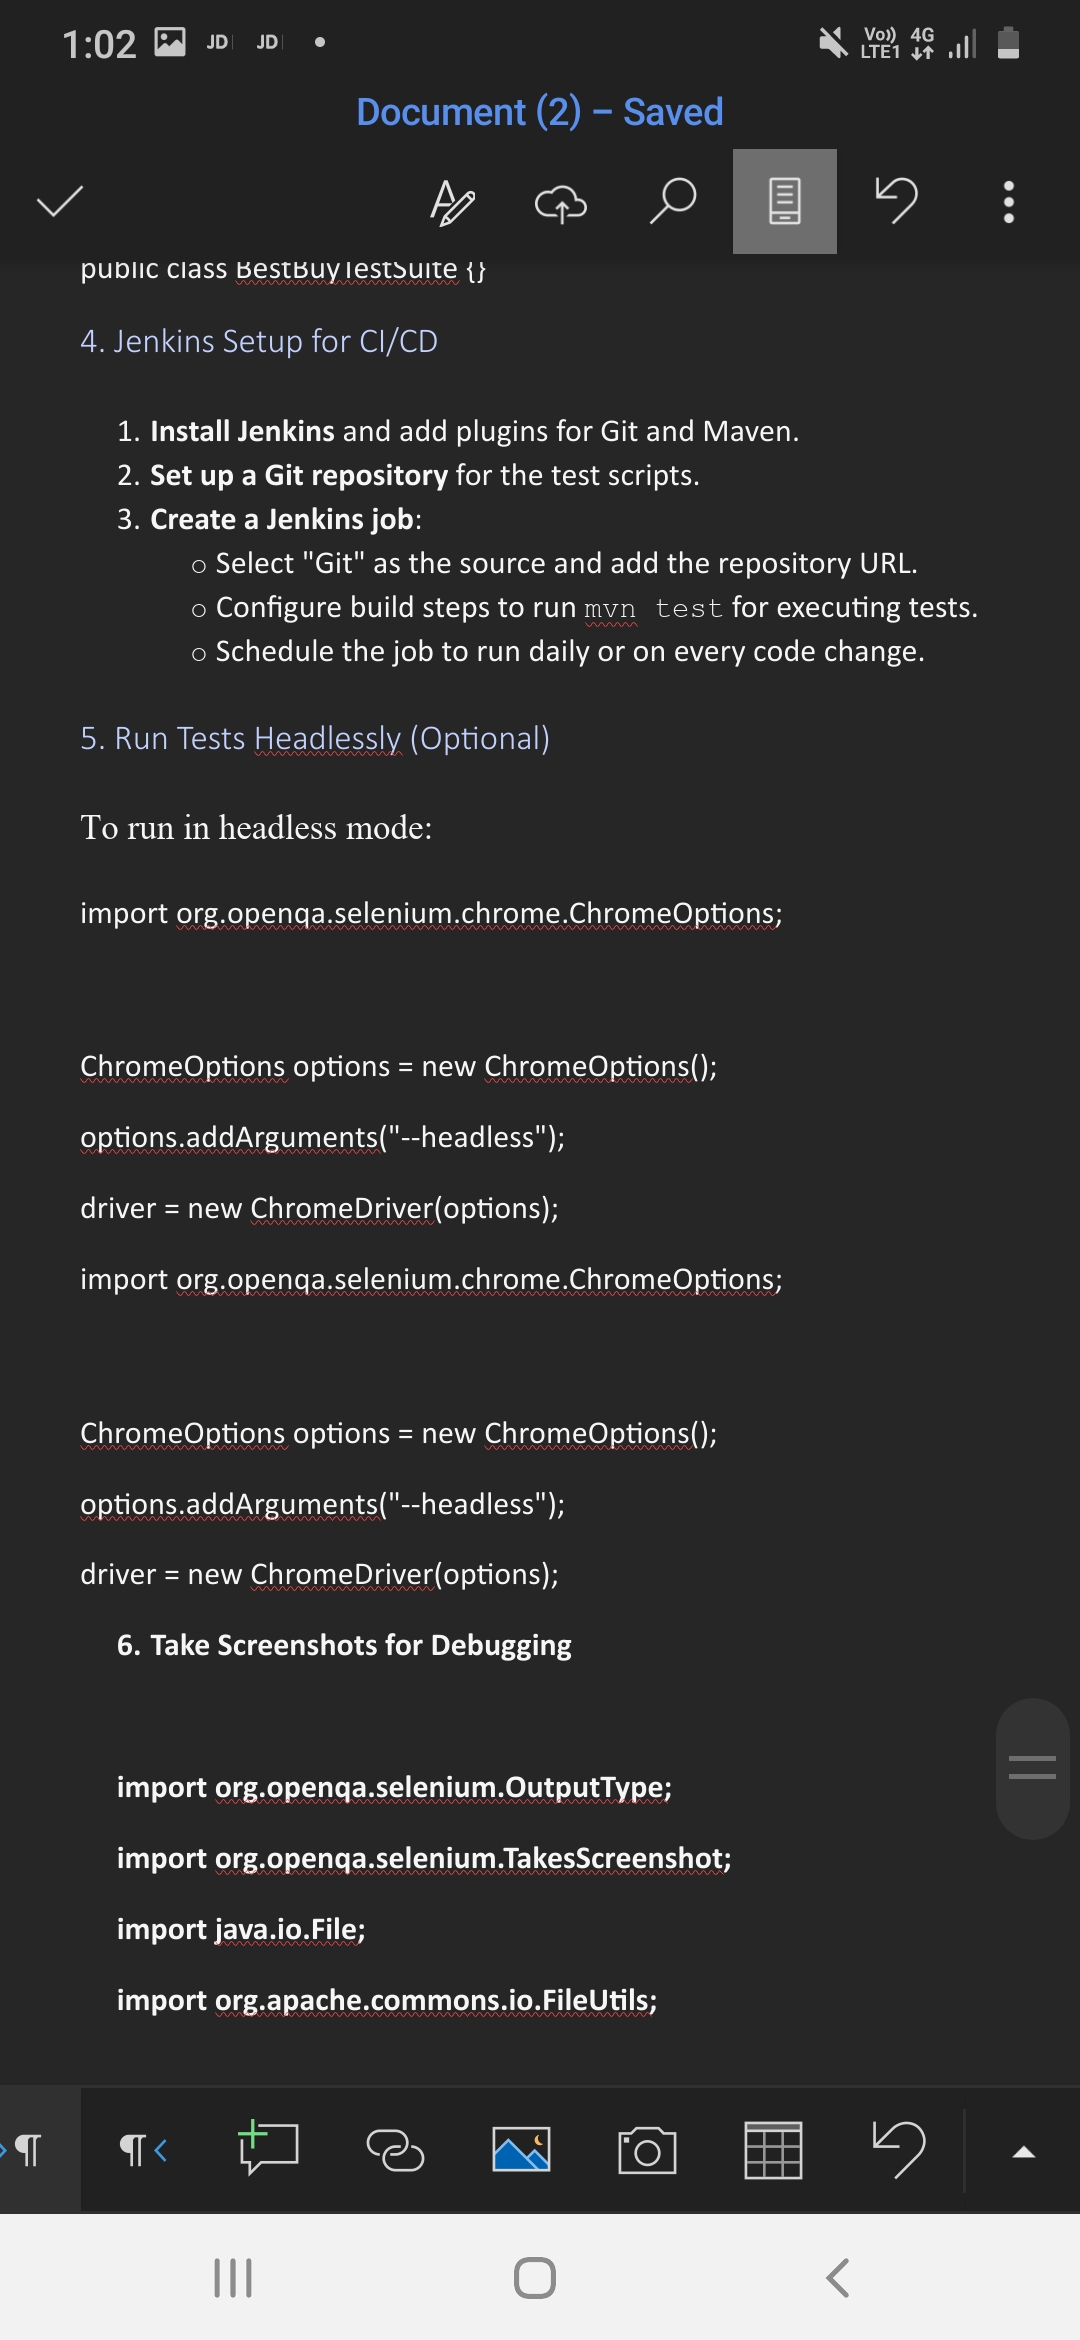 1:02 JD JD Vo)) 4G
LTE1
Document (2) – Saved
public class BestBuyTestSuite {}
4. Jenkins Setup for CI/CD
1. Install Jenkins and add plugins for Git and Maven.
2. Set up a Git repository for the test scripts.
3. Create a Jenkins job:
o Select "Git" as the source and add the repository URL.
o Configure build steps to run mvn test for executing tests.
o Schedule the job to run daily or on every code change.
5. Run Tests Headlessly (Optional)
To run in headless mode:
import org.openqa.selenium.chrome.ChromeOptions;
ChromeOptions options = new ChromeOptions();
options.addArguments("--headless");
driver = new ChromeDriver(options);
import org.openqa.selenium.chrome.ChromeOptions;
ChromeOptions options = new ChromeOptions();
options.addArguments("--headless");
driver = new ChromeDriver(options);
6. Take Screenshots for Debugging
import org.openqa.selenium.OutputType;
import org.openqa.selenium.TakesScreenshot;
import java.io.File;
import org.apache.commons.io.FileUtils;